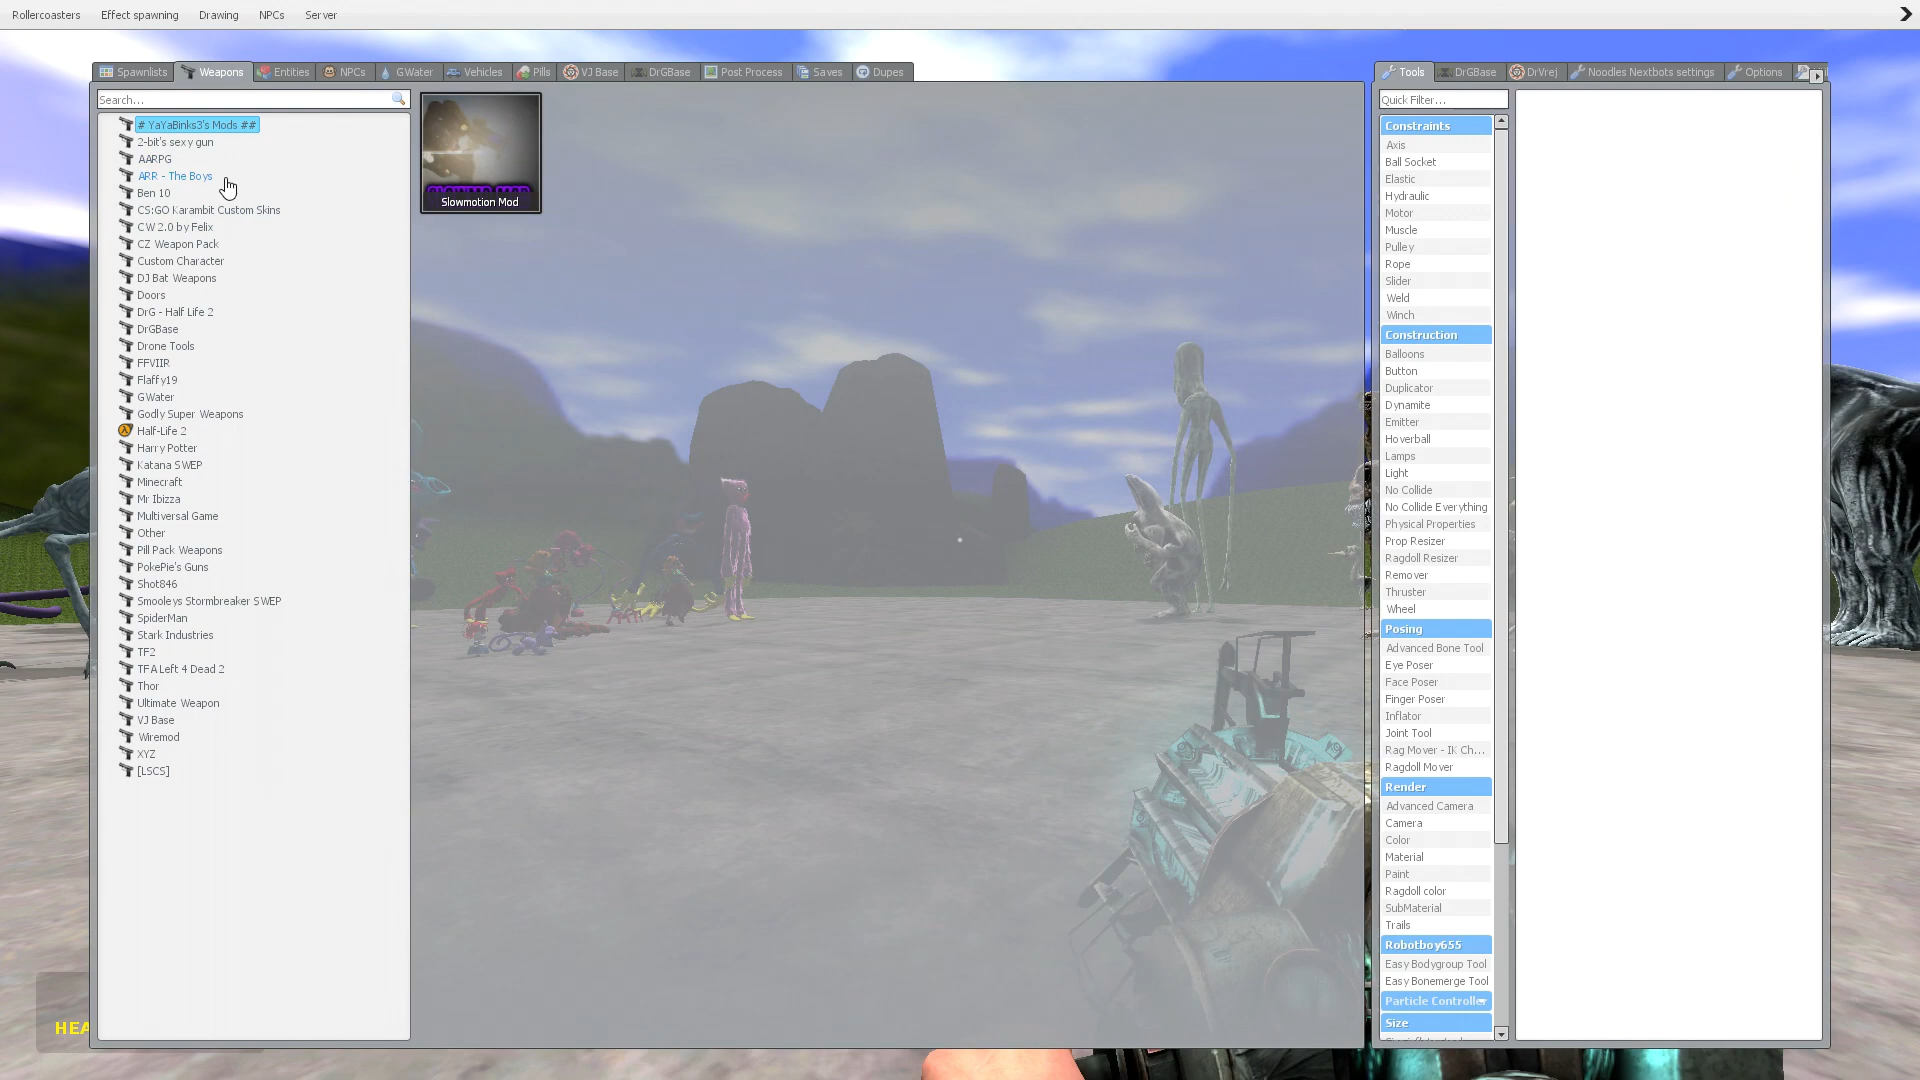 Rollercoasters Effect spawning Drawing NPCs Server
Spawnlists Weapons Entities NPCs GWater Vehicles Pills VJ Base DrGBase Post Process Saves Dupes
Search...
# YaYaBinks3's Mods ##
2-bit's sexy gun
AARPG
ARR - The Boys
Ben 10
CS:GO Karambit Custom Skins
CW 2.0 by Felix
CZ Weapon Pack
Custom Character
DJ Bat Weapons
Doors
DrG - Half Life 2
DrGBase
Drone Tools
FFVIIR
Flaffy19
GWater
Godly Super Weapons
Half-Life 2
Harry Potter
Katana SWEP
Minecraft
Mr Ibizza
Multiversal Game
Other
Pill Pack Weapons
PokePie's Guns
Shot846
Smooleys Stormbreaker SWEP
SpiderMan
Stark Industries
TF2
TFA Left 4 Dead 2
Thor
Ultimate Weapon
VJ Base
Wiremod
XYZ
[LSCS]
SLOWMO MOD
Slowmotion Mod
HEA
Tools DrGBase DrVrej Noodles Nextbots settings Options
Quick Filter...
Constraints
Axis
Ball Socket
Elastic
Hydraulic
Motor
Muscle
Pulley
Rope
Slider
Weld
Winch
Construction
Balloons
Button
Duplicator
Dynamite
Emitter
Hoverball
Lamps
Light
No Collide
No Collide Everything
Physical Properties
Prop Resizer
Ragdoll Resizer
Remover
Thruster
Wheel
Posing
Advanced Bone Tool
Eye Poser
Face Poser
Finger Poser
Inflator
Joint Tool
Rag Mover - IK Ch...
Ragdoll Mover
Render
Advanced Camera
Camera
Color
Material
Paint
Ragdoll color
SubMaterial
Trails
Robotboy655
Easy Bodygroup Tool
Easy Bonemerge Tool
Particle Controller
Size